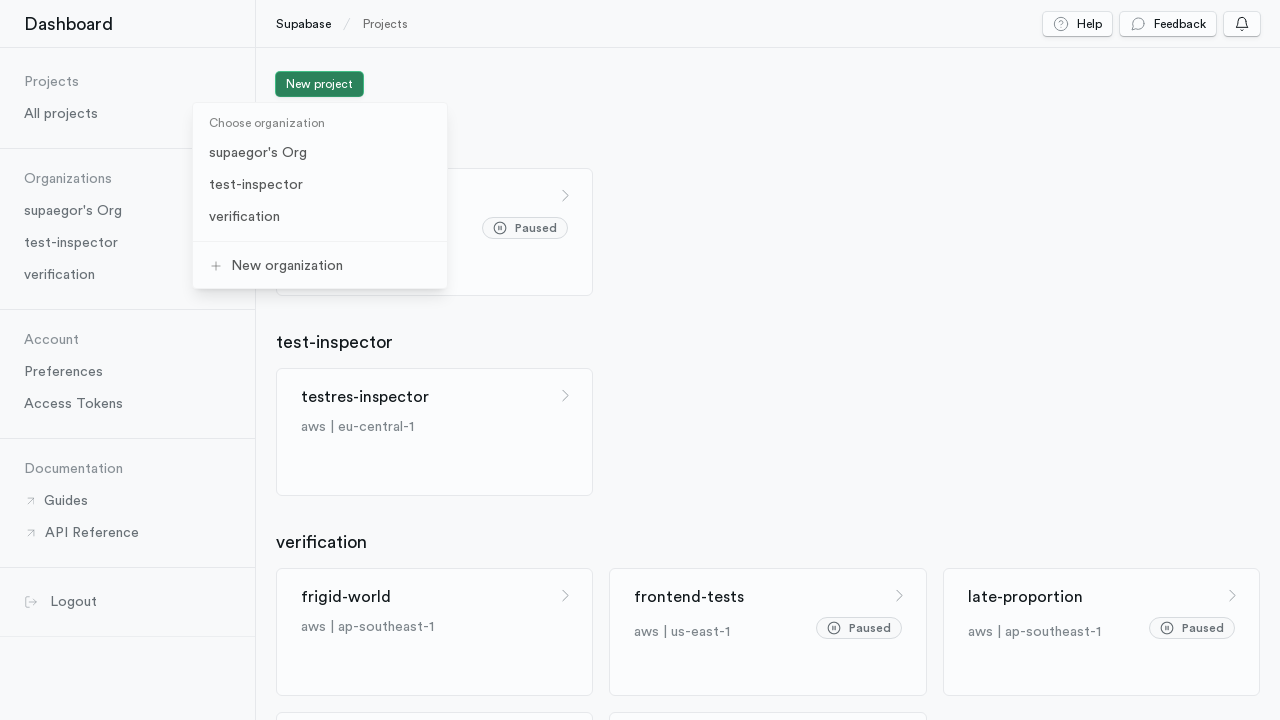 Dashboard
Supabase
Projects
Help
Feedback
Projects
All projects
Organizations
supaegor's Org
test-inspector
verification
Account
Preferences
Access Tokens
Documentation
Guides
API Reference
Logout
New project
Choose organization
supaegor's Org
test-inspector
verification
New organization
Paused
test-inspector
testres-inspector
aws | eu-central-1
verification
frigid-world
aws | ap-southeast-1
frontend-tests
aws | us-east-1
Paused
late-proportion
aws | ap-southeast-1
Paused